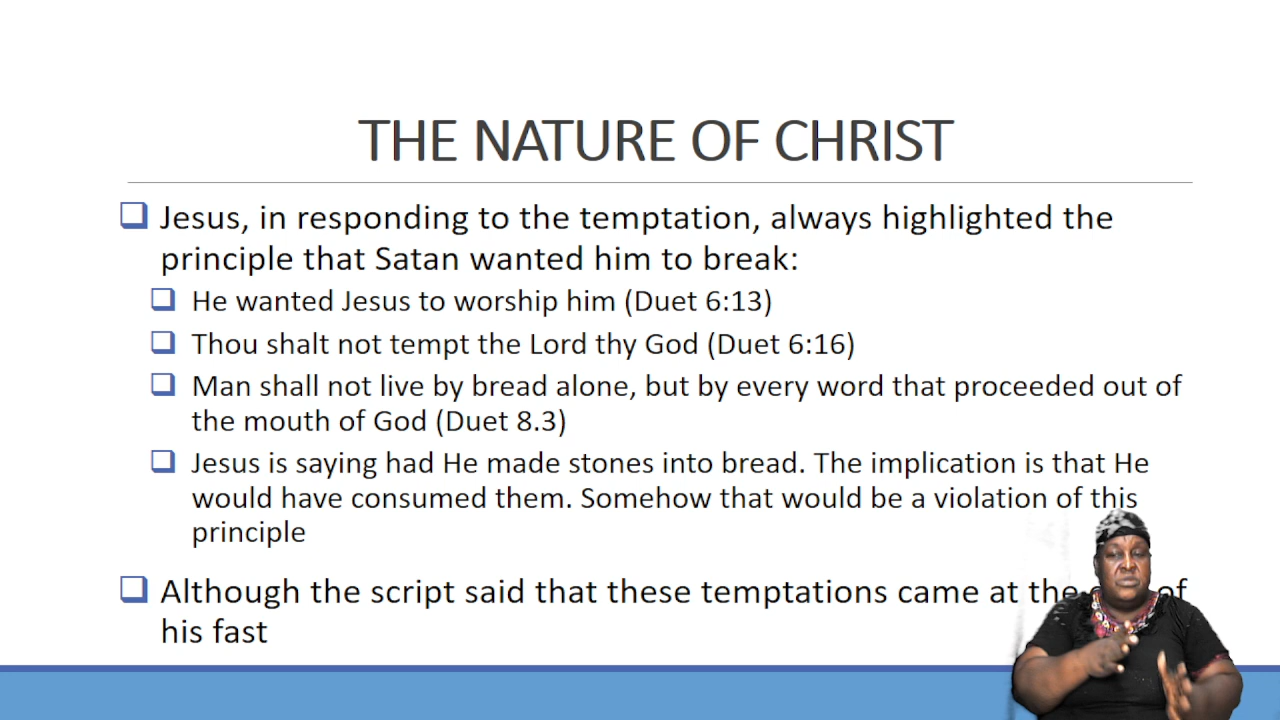 THE NATURE OF CHRIST
Jesus, in responding to the temptation, always highlighted the
principle that Satan wanted him to break:
He wanted Jesus to worship him (Duet 6:13)
Thou shalt not tempt the Lord thy God (Duet 6:16)
Man shall not live by bread alone, but by every word that proceeded out of
the mouth of God (Duet 8.3)
Jesus is saying had He made stones into bread. The implication is that He
would have consumed them. Somehow that would be a violation of this
principle
Although the script said that these temptations came at the of
his fast